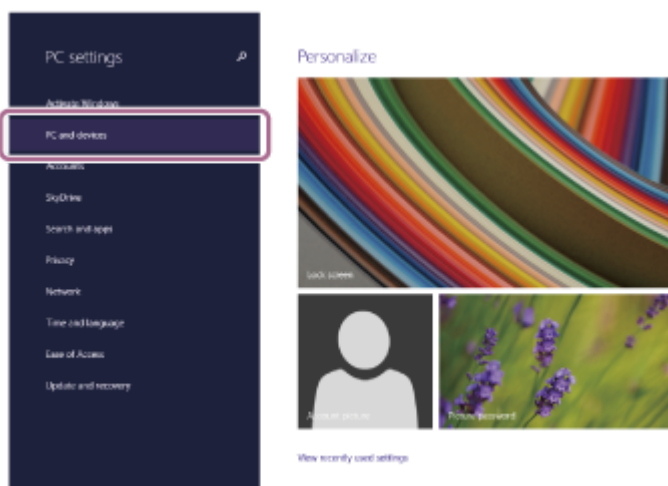 PC settings
Personalize
Activate Windows
PC and devices
Accounts
SkyDrive
Search and apps
Privacy
Network
Time and language
Ease of Access
Update and recovery
Lock screen
Account picture
Picture password
View recently used settings